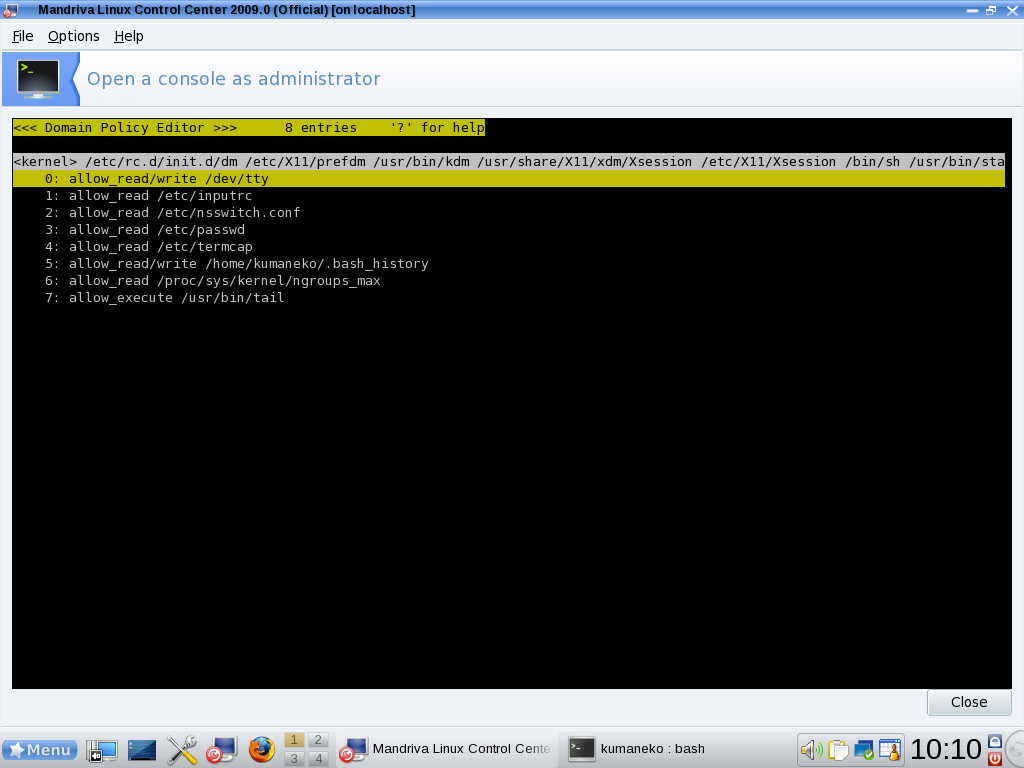 Mandriva Linux Control Center 2009.0 (Official) [on localhost]
File Options Help
>_
Open a console as administrator
<<< Domain Policy Editor >>>      8 entries    '?' for help
<kernel> /etc/rc.d/init.d/dm /etc/X11/prefdm /usr/bin/kdm /usr/share/X11/xdm/Xsession /etc/X11/Xsession /bin/sh /usr/bin/sta
0: allow_read/write /dev/tty
1: allow_read /etc/inputrc
2: allow_read /etc/nsswitch.conf
3: allow_read /etc/passwd
4: allow_read /etc/termcap
5: allow_read/write /home/kumaneko/.bash_history
6: allow_read /proc/sys/kernel/ngroups_max
7: allow_execute /usr/bin/tail
Close
Menu 1 2 3 4 Mandriva Linux Control Cente kumaneko : bash 10:10